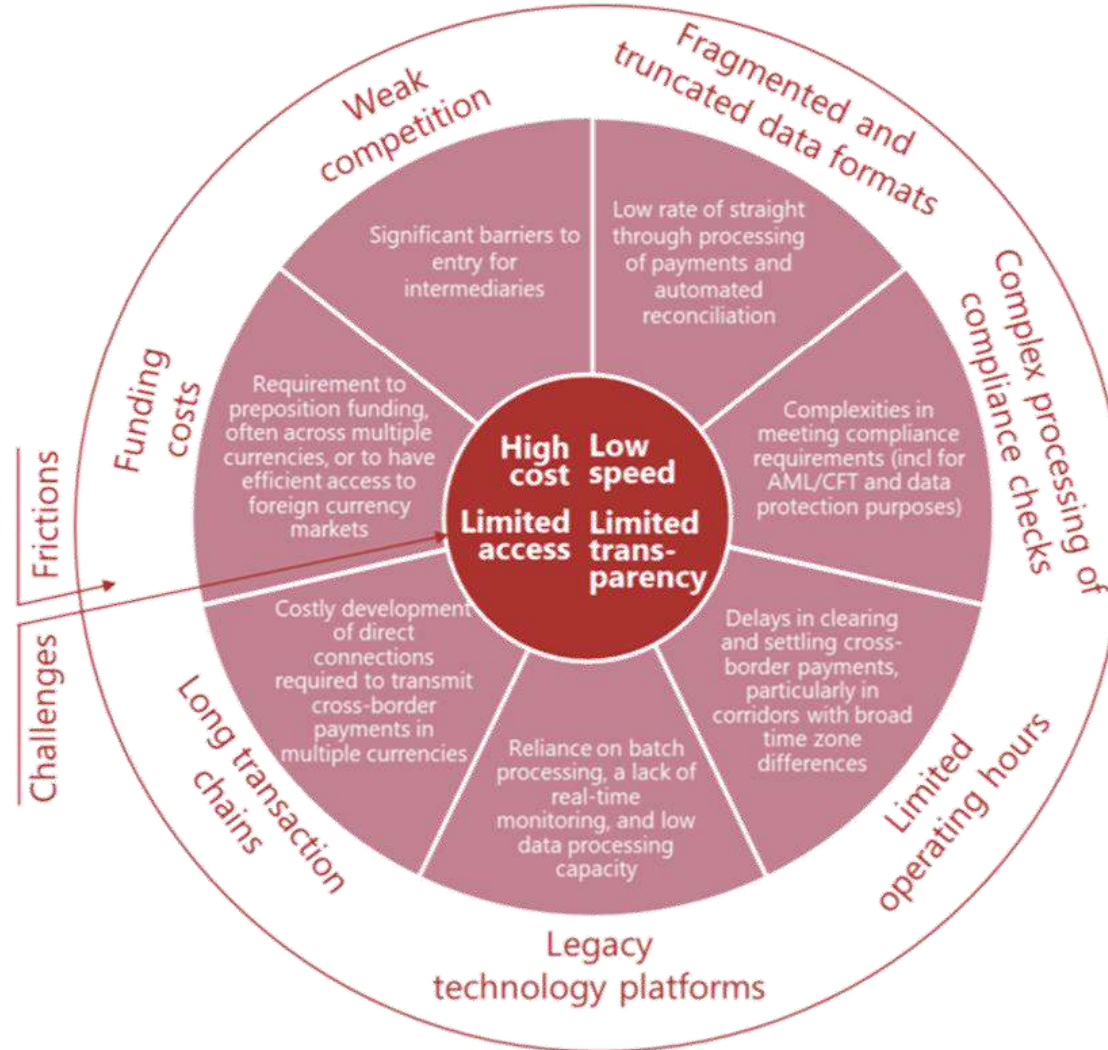 Fragmented and
truncated data formats
Weak
competition
Complex processing of
compliance checks
Funding
costs
Limited
operating hours
Long transaction
chains
Legacy
technology platforms
Frictions
Challenges
Low rate of straight
through processing
of payments and
automated
reconciliation
Significant barriers to
entry for
intermediaries
Complexities in
meeting compliance
requirements (incl for
AML/CFT and data
protection purposes)
Requirement to
preposition funding,
often across multiple
currencies, or to have
efficient access to
foreign currency
markets
High
cost
Low
speed
Limited
access
Limited
trans-
parency
Delays in clearing
and settling cross-
border payments,
particularly in
corridors with broad
time zone
differences
Costly development
of direct
connections
required to transmit
cross-border
payments in
multiple currencies
Reliance on batch
processing, a lack of
real-time
monitoring, and low
data processing
capacity